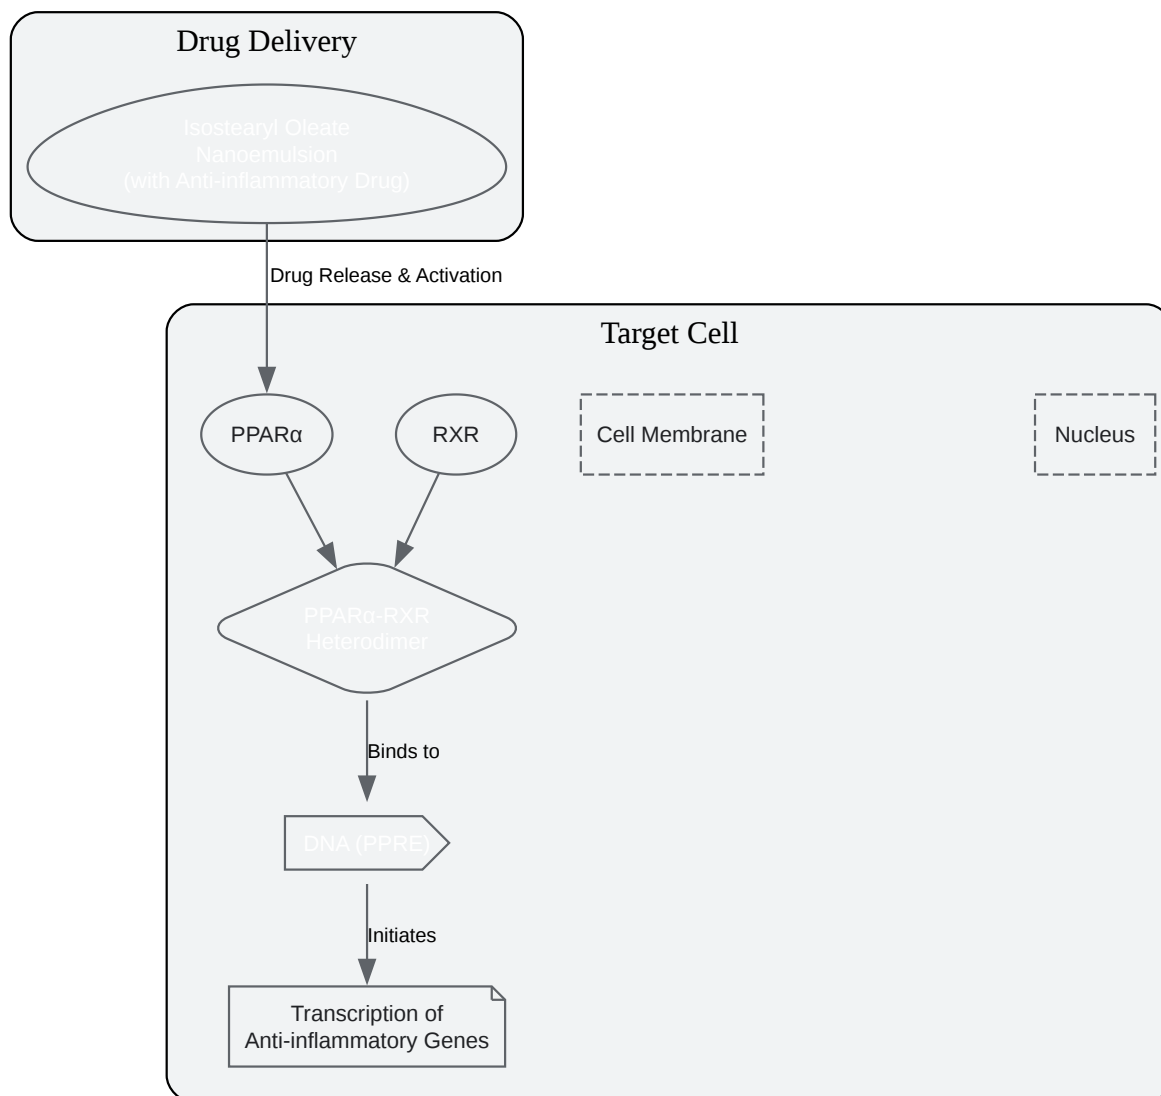 Drug Delivery
Isostearyl Oleate
Nanoemulsion
(with Anti-inflammatory Drug)
Drug Release & Activation
Target Cell
PPARα
RXR
Cell Membrane
Nucleus
PPARα-RXR
Heterodimer
Binds to
DNA (PPRE)
Initiates
Transcription of
Anti-inflammatory Genes